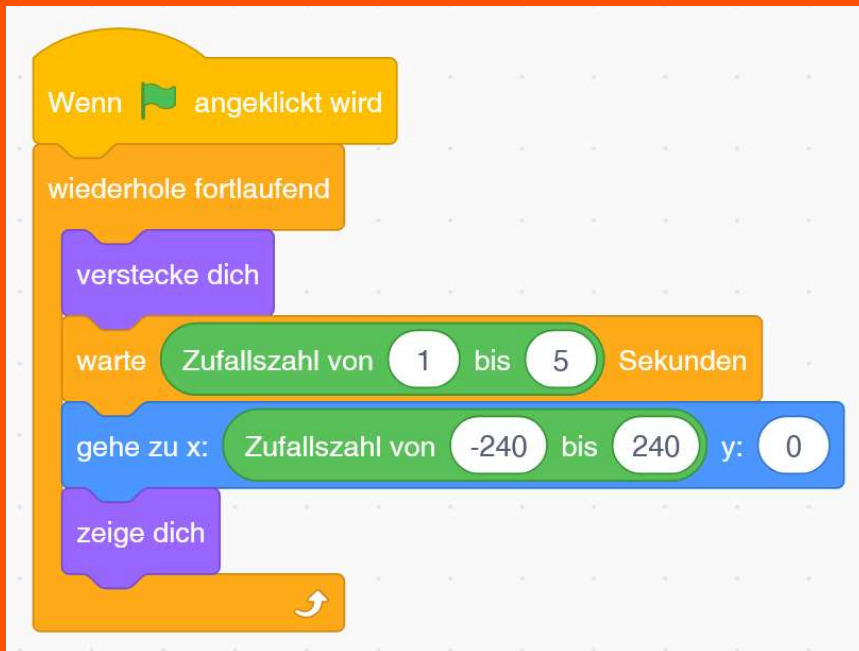 Wenn angeklickt wird
wiederhole fortlaufend
verstecke dich
warte Zufallszahl von 1 bis 5 Sekunden
gehe zu x: Zufallszahl von -240 bis 240 y: 0
zeige dich